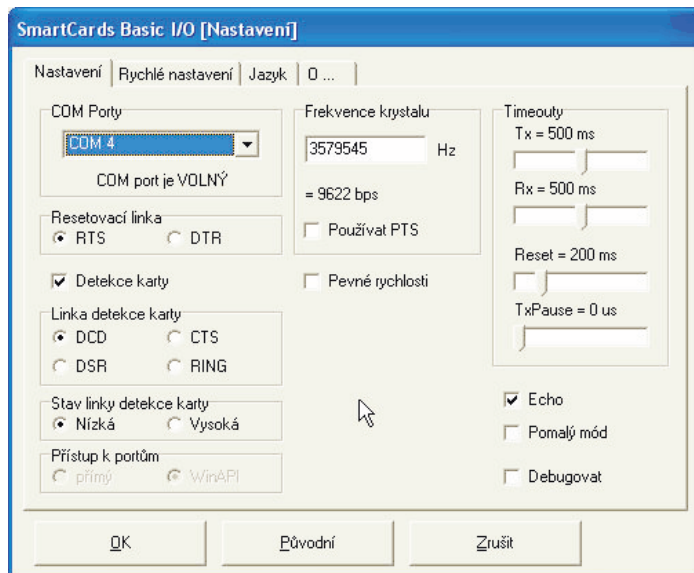 SmartCards Basic I/O [Nastavení]
Nastavení
Rychlé nastavení
Jazyk
O ...
COM Porty
COM 4
COM port je VOLNÝ
Resetovací linka
RTS
DTR
Detekce karty
Linka detekce karty
DCD
CTS
DSR
RING
Stav linky detekce karty
Nízká
Vysoká
Přístup k portům
přímý
WinAPI
Frekvence krystalu
3579545
Hz
= 9622 bps
Používat PTS
Pevné rychlosti
Timeouty
Tx = 500 ms
Rx = 500 ms
Reset = 200 ms
TxPause = 0 us
Echo
Pomalý mód
Debugovat
OK
Původní
Zrušit